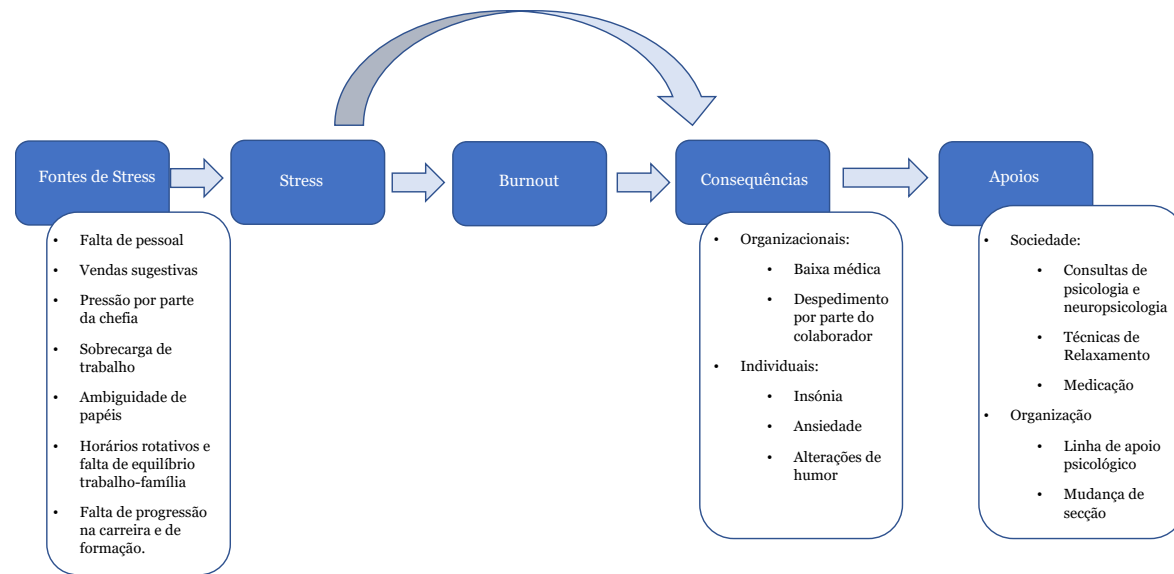 Fontes de Stress
Stress
Burnout
Consequências
Apoios
• Falta de pessoal
• Vendas sugestivas
• Pressão por parte
da chefia
• Sobrecarga de
trabalho
• Ambiguidade de
papéis
• Horários rotativos e
falta de equilíbrio
trabalho-família
• Falta de progressão
na carreira e de
formação.
• Organizacionais:
• Baixa médica
• Despedimento
por parte do
colaborador
• Individuais:
• Insónia
• Ansiedade
• Alterações de
humor
• Sociedade:
• Consultas de
psicologia e
neuropsicologia
• Técnicas de
Relaxamento
• Medicação
• Organização
• Linha de apoio
psicológico
• Mudança de
secção